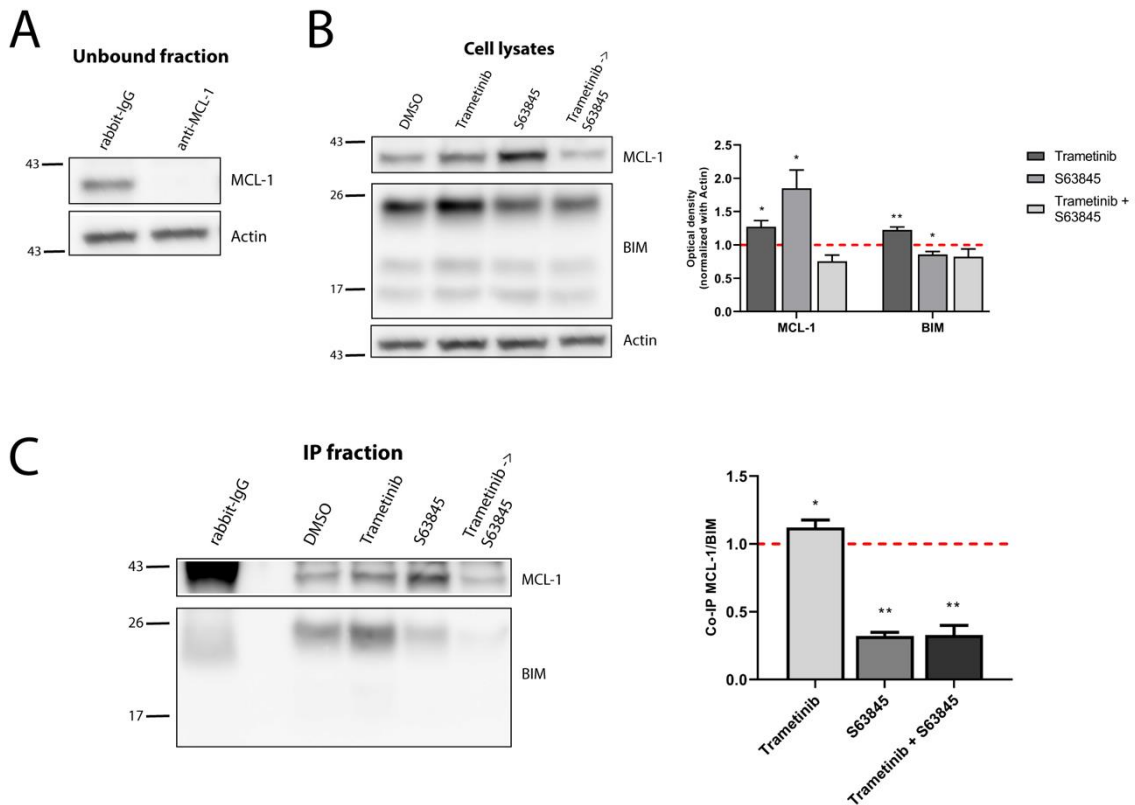 A
Unbound fraction
rabbit-IgG
anti-MCL-1
43
MCL-1
Actin
43
B
Cell lysates
DMSO
Trametinib
S63845
Trametinib ->
S63845
43
MCL-1
26
BIM
17
Actin
43
Optical density
(normalized with Actin)
2.5
2.0
1.5
1.0
0.5
0.0
*
*
**
*
MCL-1
BIM
Trametinib
S63845
Trametinib +
S63845
C
IP fraction
rabbit-IgG
DMSO
Trametinib
S63845
Trametinib ->
S63845
43
MCL-1
26
BIM
17
Co-IP MCL-1/BIM
1.5
1.0
0.5
0.0
*
**
**
Trametinib
S63845
Trametinib + S63845